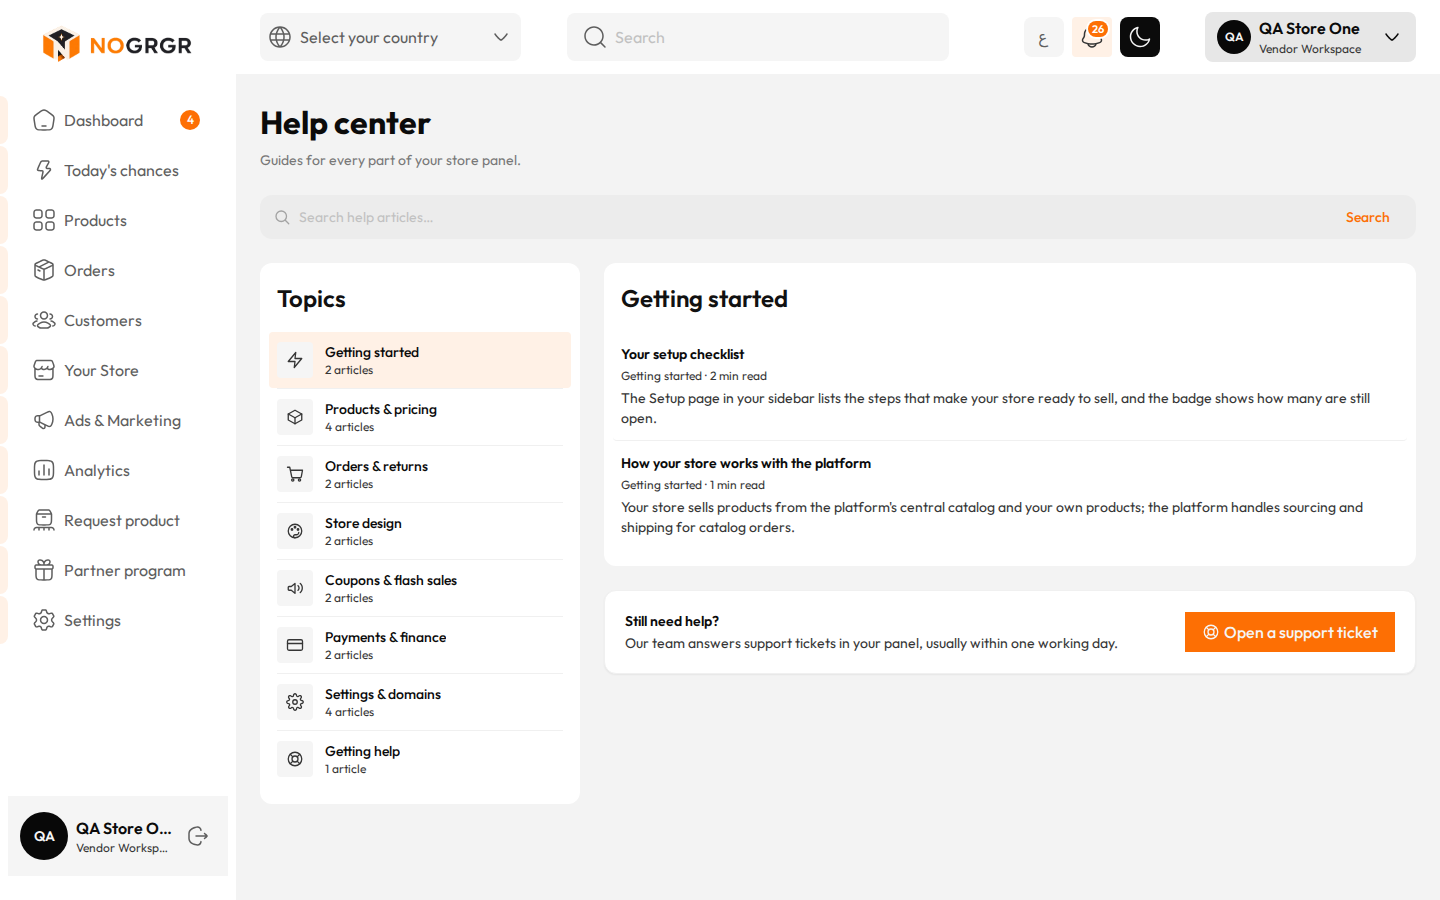 NOGRGR
Select your country
Search
ع
26
QA
QA Store One
Vendor Workspace
Dashboard
4
Today's chances
Products
Orders
Customers
Your Store
Ads & Marketing
Analytics
Request product
Partner program
Settings
QA
QA Store O...
Vendor Worksp...
Help center
Guides for every part of your store panel.
Search help articles...
Search
Topics
Getting started
2 articles
Products & pricing
4 articles
Orders & returns
2 articles
Store design
2 articles
Coupons & flash sales
2 articles
Payments & finance
2 articles
Settings & domains
4 articles
Getting help
1 article
Getting started
Your setup checklist
Getting started · 2 min read
The Setup page in your sidebar lists the steps that make your store ready to sell, and the badge shows how many are still
open.
How your store works with the platform
Getting started · 1 min read
Your store sells products from the platform's central catalog and your own products; the platform handles sourcing and
shipping for catalog orders.
Still need help?
Our team answers support tickets in your panel, usually within one working day.
Open a support ticket